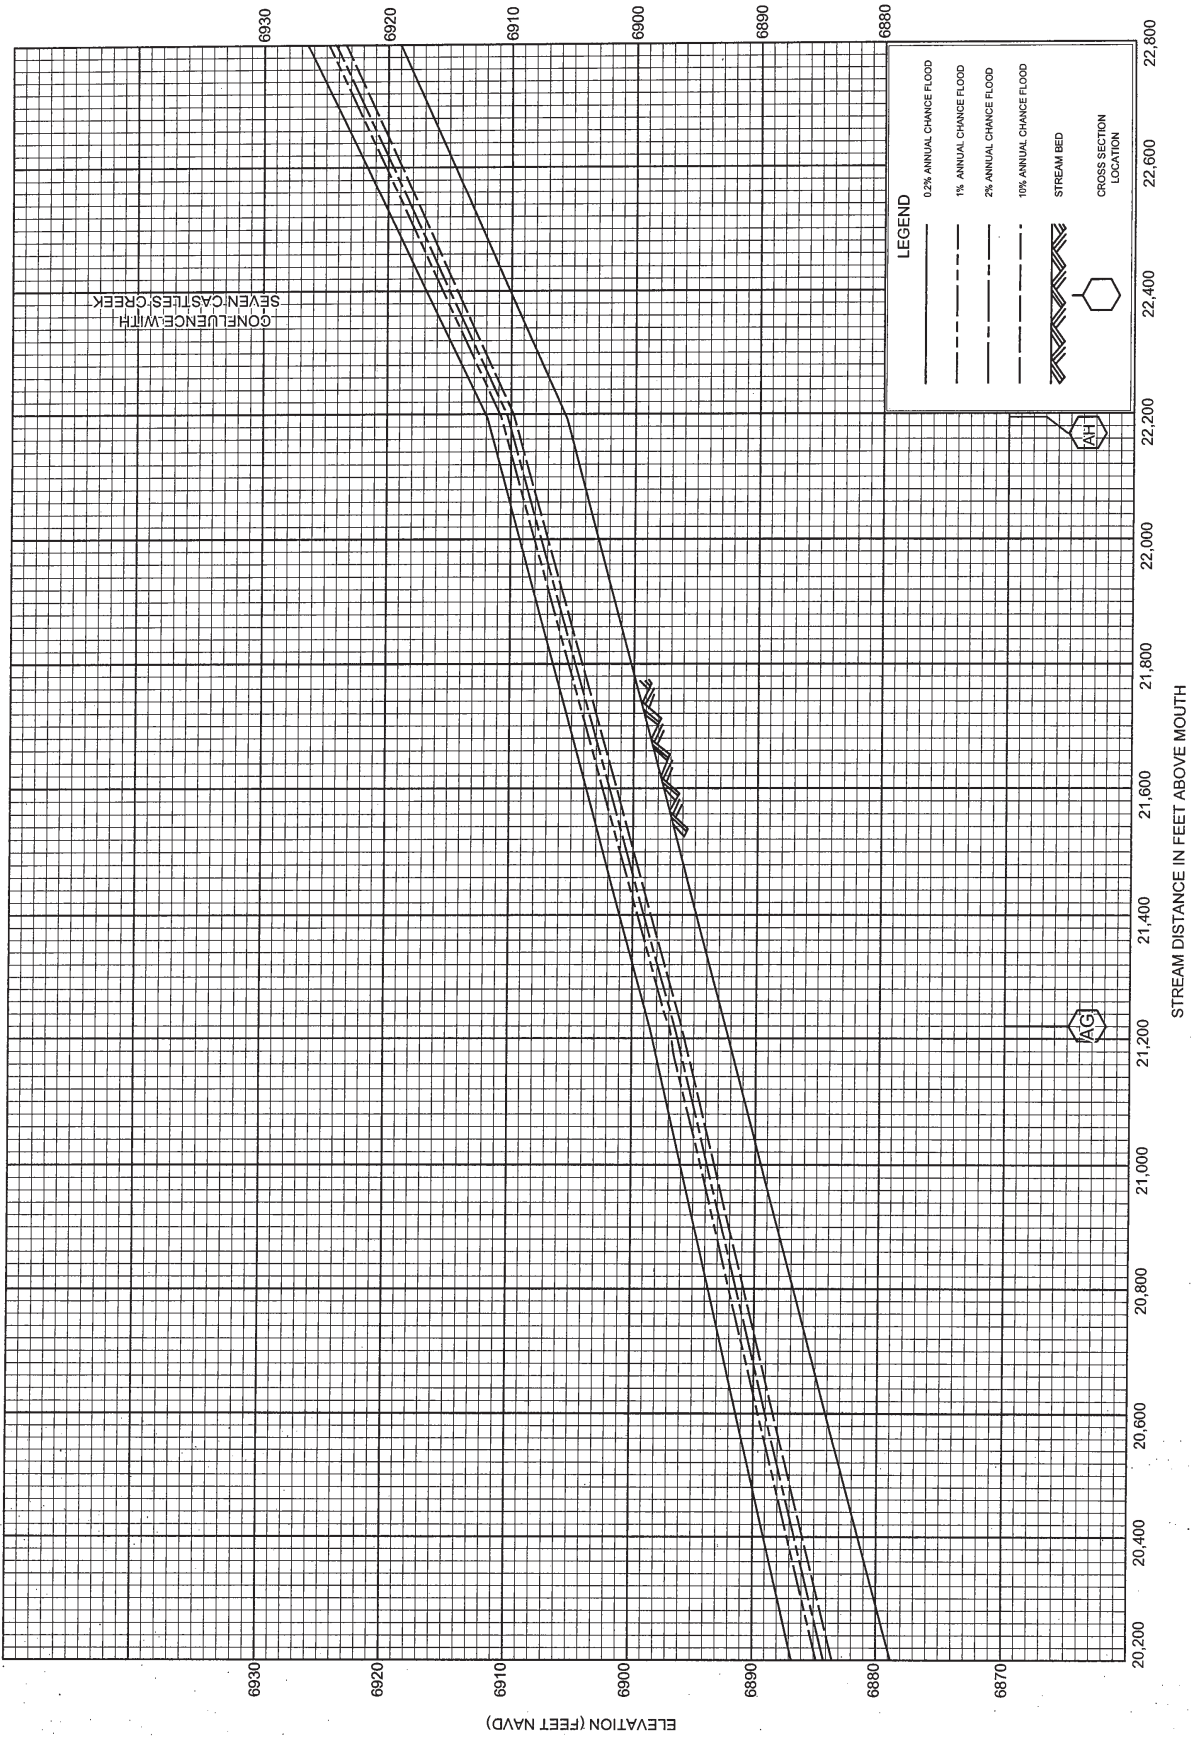 6930
6920
6910
6900
6890
6880
CONFLUENCE WITH
SEVEN CASTLES CREEK
LEGEND
0.2% ANNUAL CHANCE FLOOD
1% ANNUAL CHANCE FLOOD
2% ANNUAL CHANCE FLOOD
10% ANNUAL CHANCE FLOOD
STREAM BED
CROSS SECTION
LOCATION
AG
AH
6930
6920
6910
6900
6890
6880
6870
ELEVATION (FEET NAVD)
20,200
20,400
20,600
20,800
21,000
21,200
21,400
21,600
21,800
22,000
22,200
22,400
22,600
22,800
STREAM DISTANCE IN FEET ABOVE MOUTH